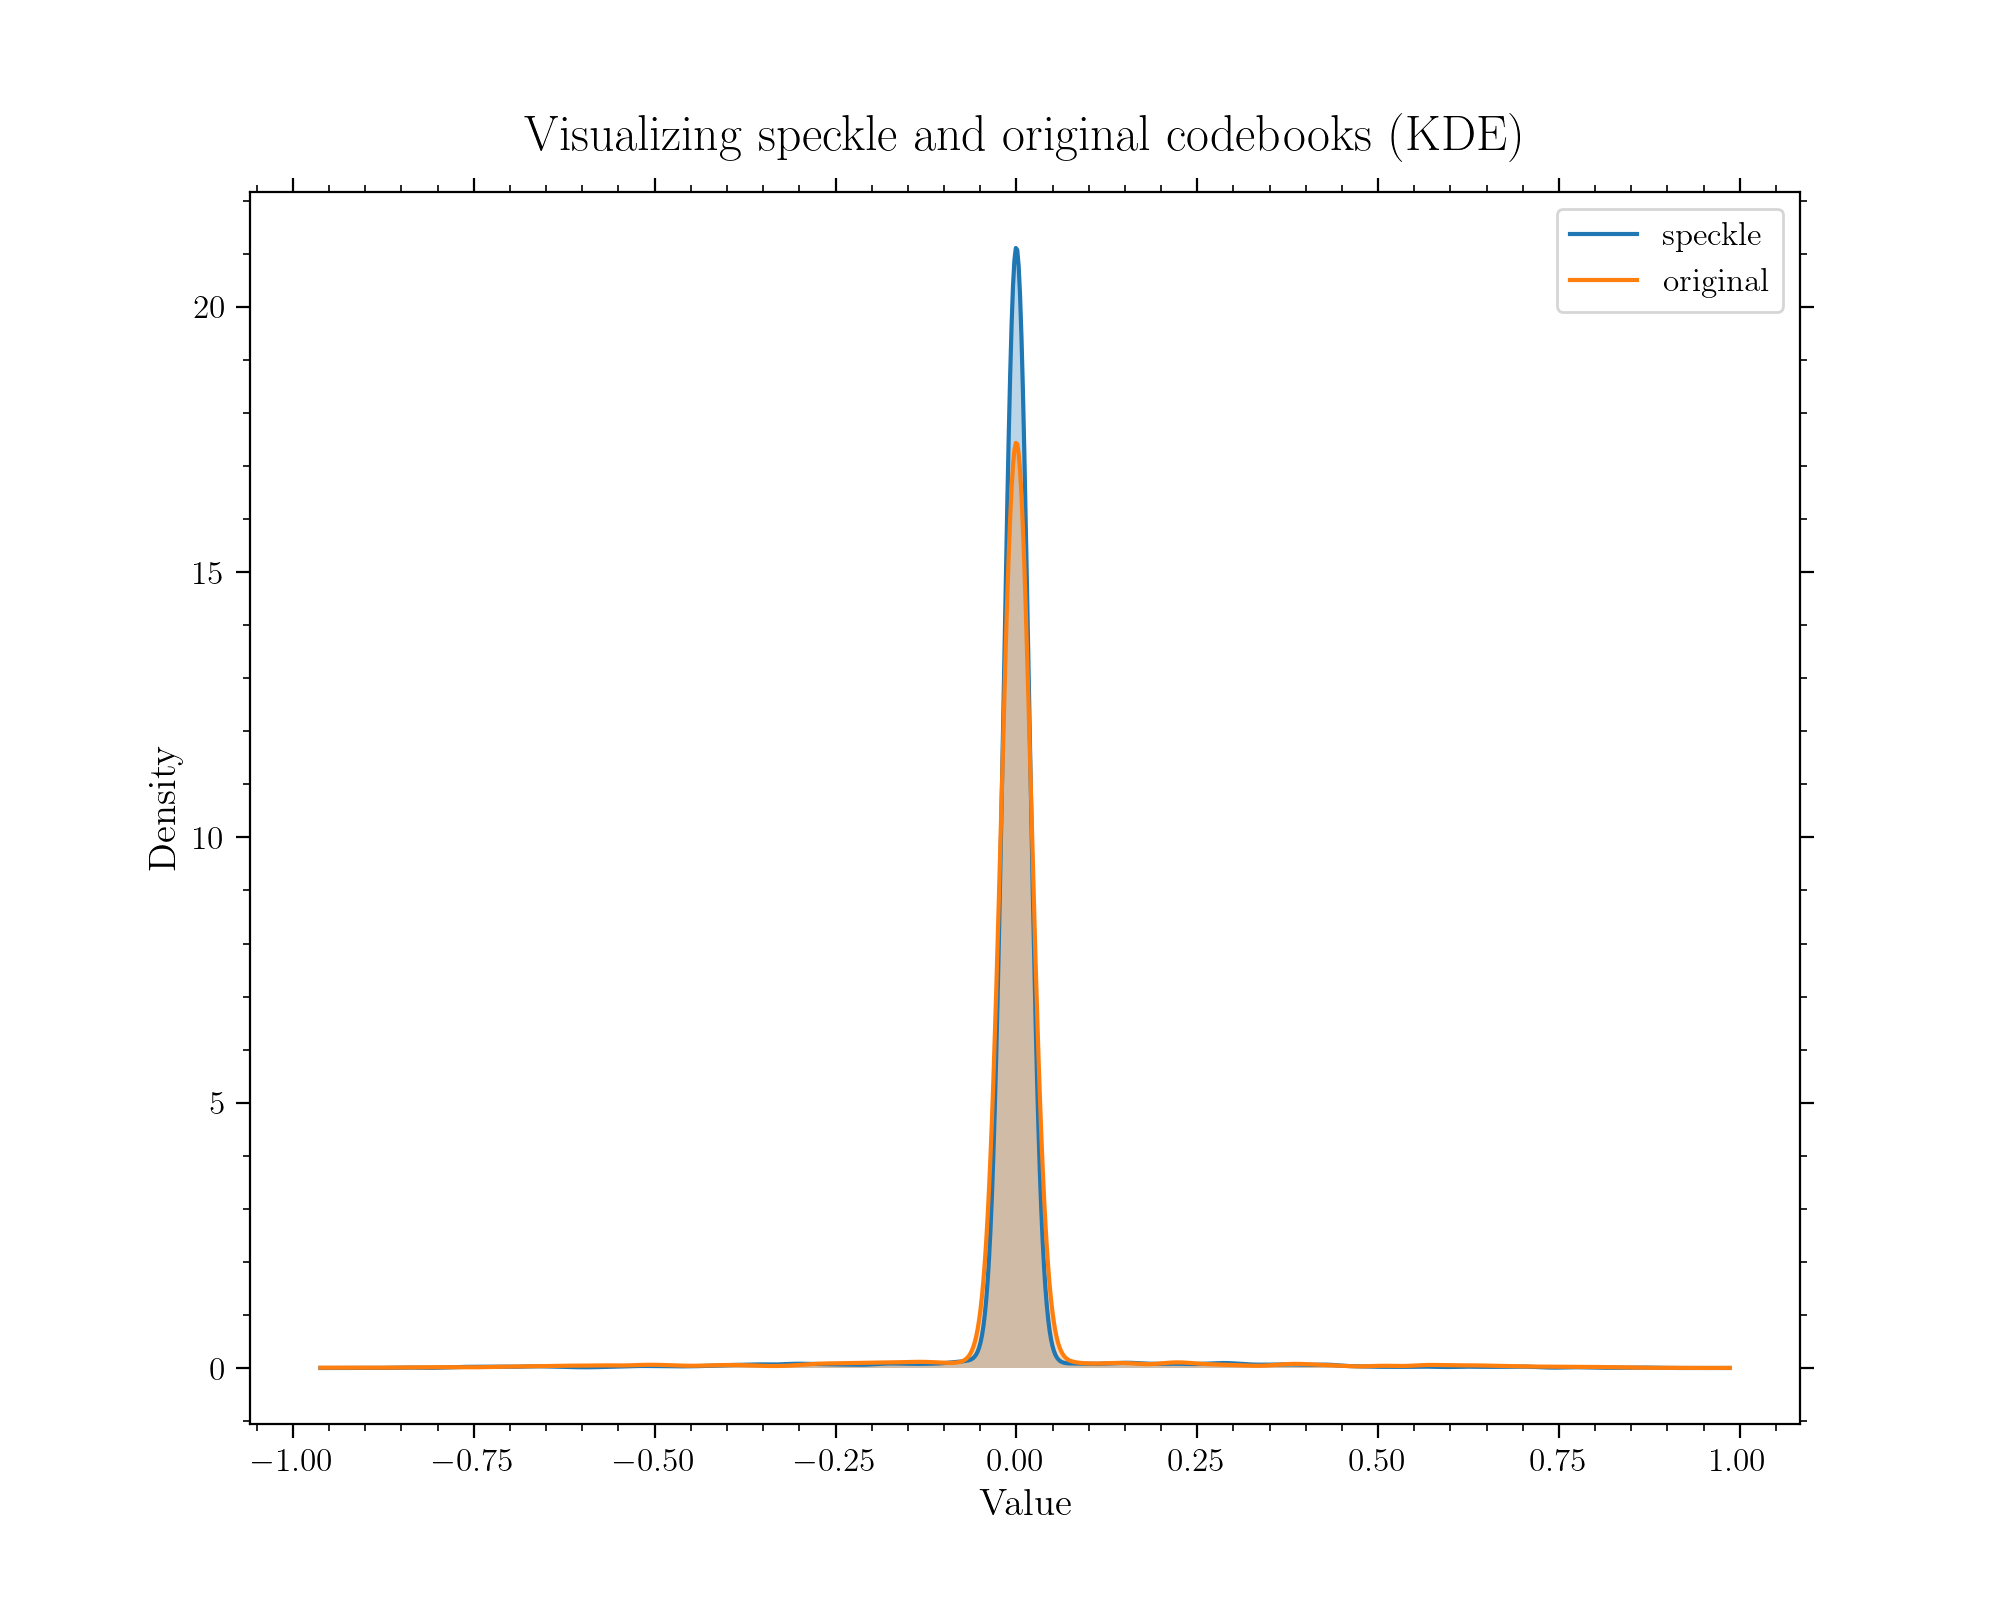 Visualizing speckle and original codebooks (KDE)
speckle
original
20
15
10
5
0
Density
−1.00 −0.75 −0.50 −0.25 0.00 0.25 0.50 0.75 1.00
Value